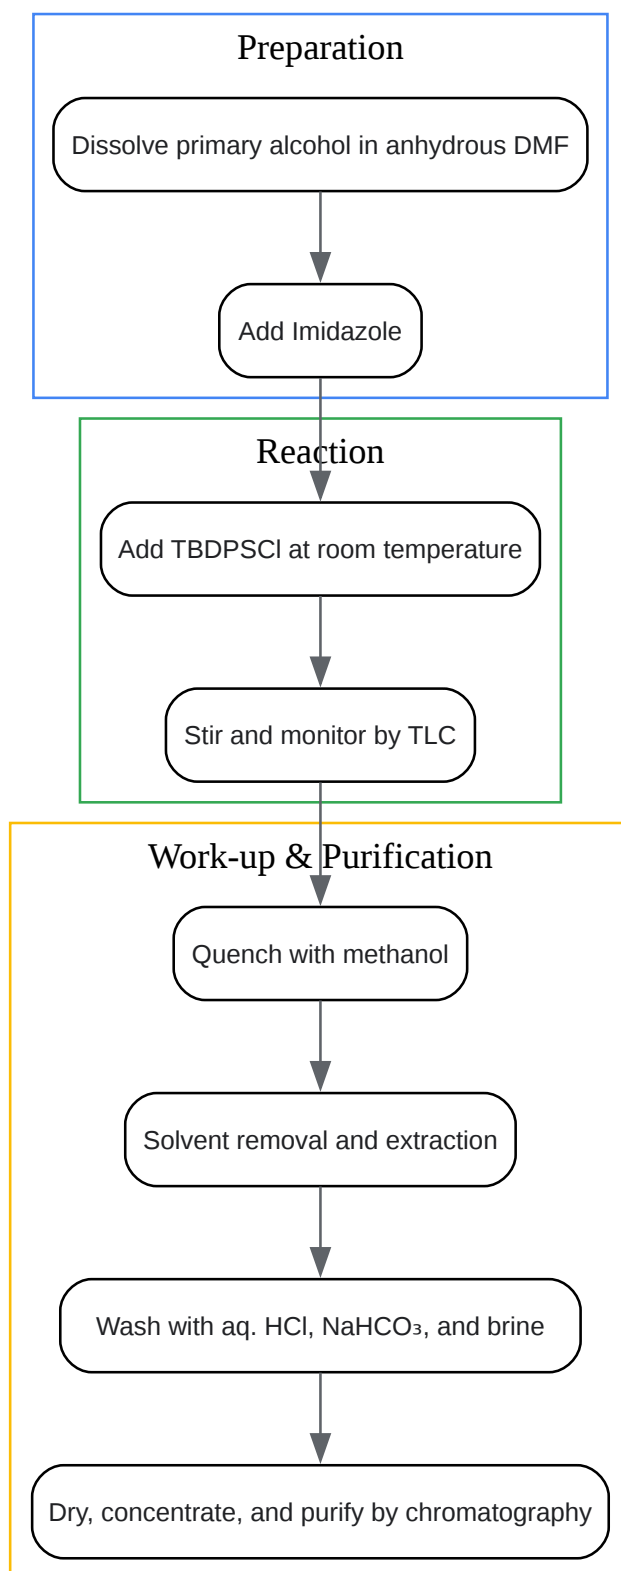 Preparation
Dissolve primary alcohol in anhydrous DMF
Add Imidazole
Reaction
Add TBDPSCl at room temperature
Stir and monitor by TLC
Work-up & Purification
Quench with methanol
Solvent removal and extraction
Wash with aq. HCl, NaHCO₃, and brine
Dry, concentrate, and purify by chromatography